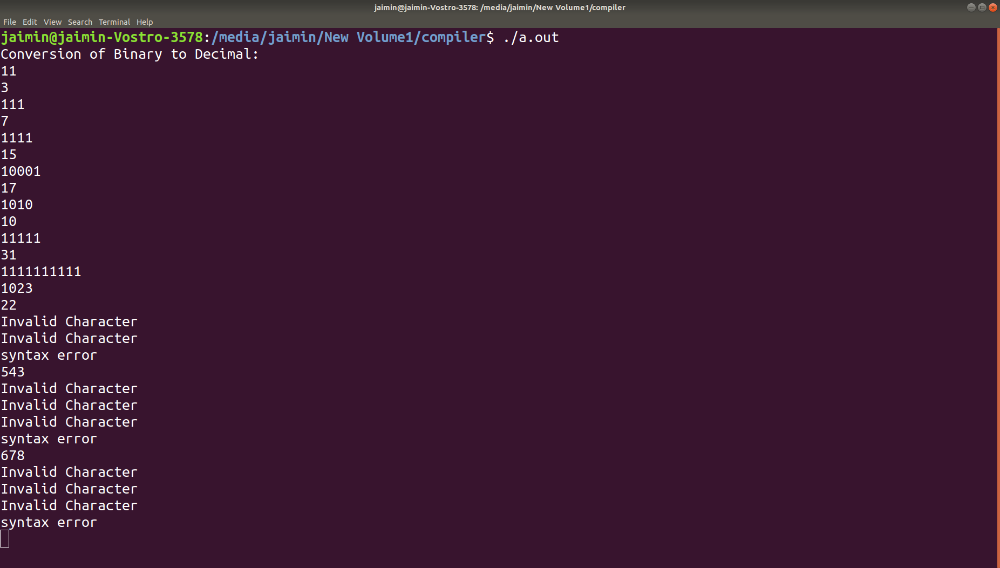 jaimin@jaimin-Vostro-3578: /media/jaimin/New Volume1/compiler
File Edit View Search Terminal Help
jaimin@jaimin-Vostro-3578:/media/jaimin/New Volume1/compiler$ ./a.out
Conversion of Binary to Decimal:
11
3
111
7
1111
15
10001
17
1010
10
11111
31
1111111111
1023
22
Invalid Character
Invalid Character
syntax error
543
Invalid Character
Invalid Character
Invalid Character
syntax error
678
Invalid Character
Invalid Character
Invalid Character
syntax error